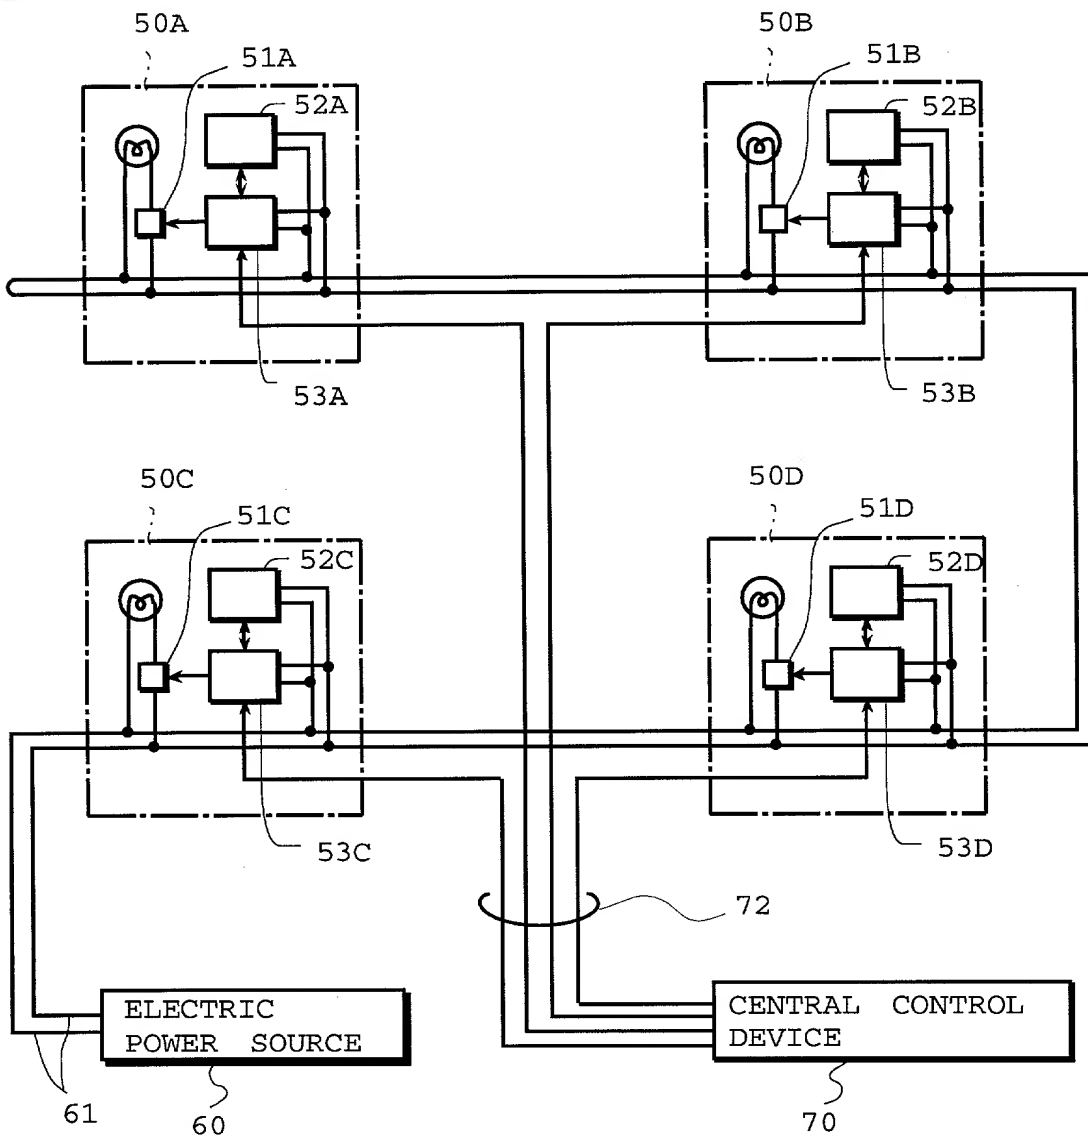 50A
50B
51A
51B
52A
52B
53A
53B
50C
50D
51C
51D
52C
52D
53C
53D
72
ELECTRIC
POWER SOURCE
CENTRAL CONTROL
DEVICE
61
60
70